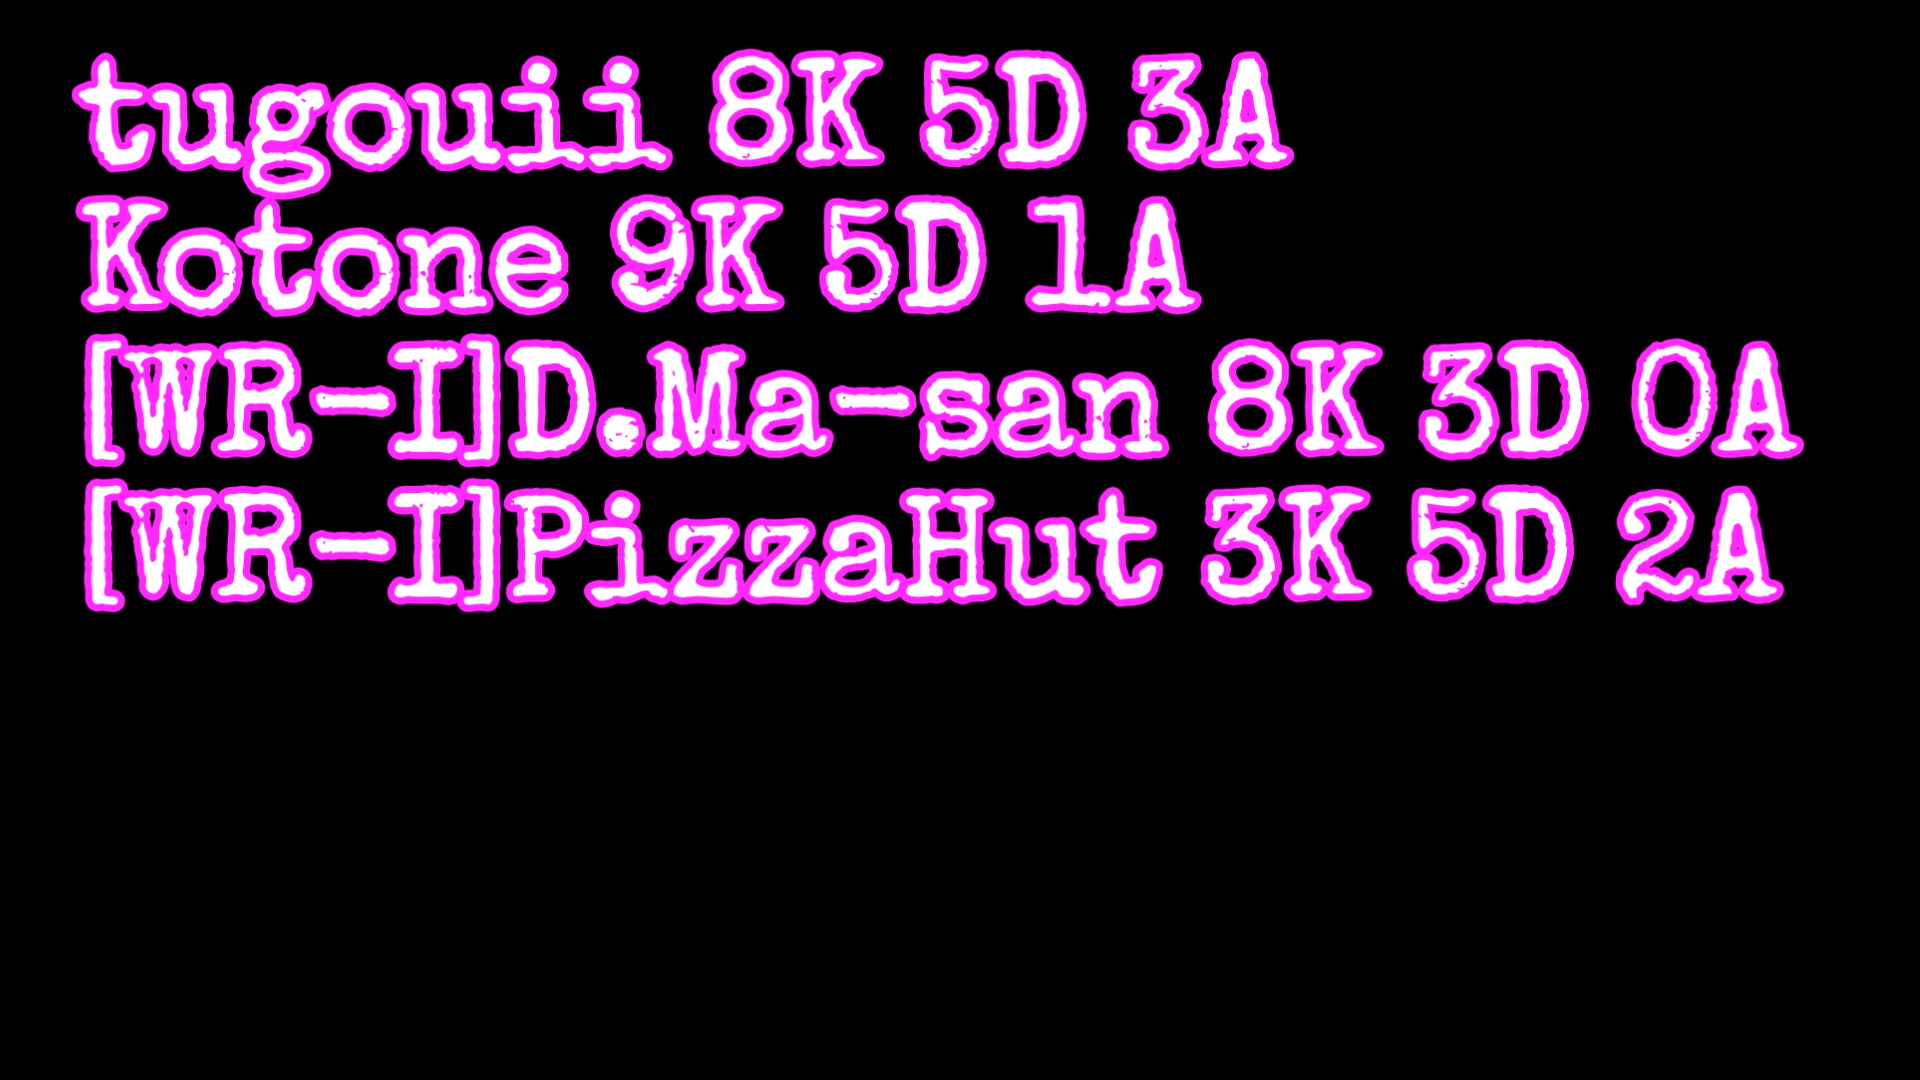 tugouii 8K 5D 3A
Kotone 9K 5D 1A
[WR-I]D.Ma-san 8K 3D 0A
[WR-I]PizzaHut 3K 5D 2A